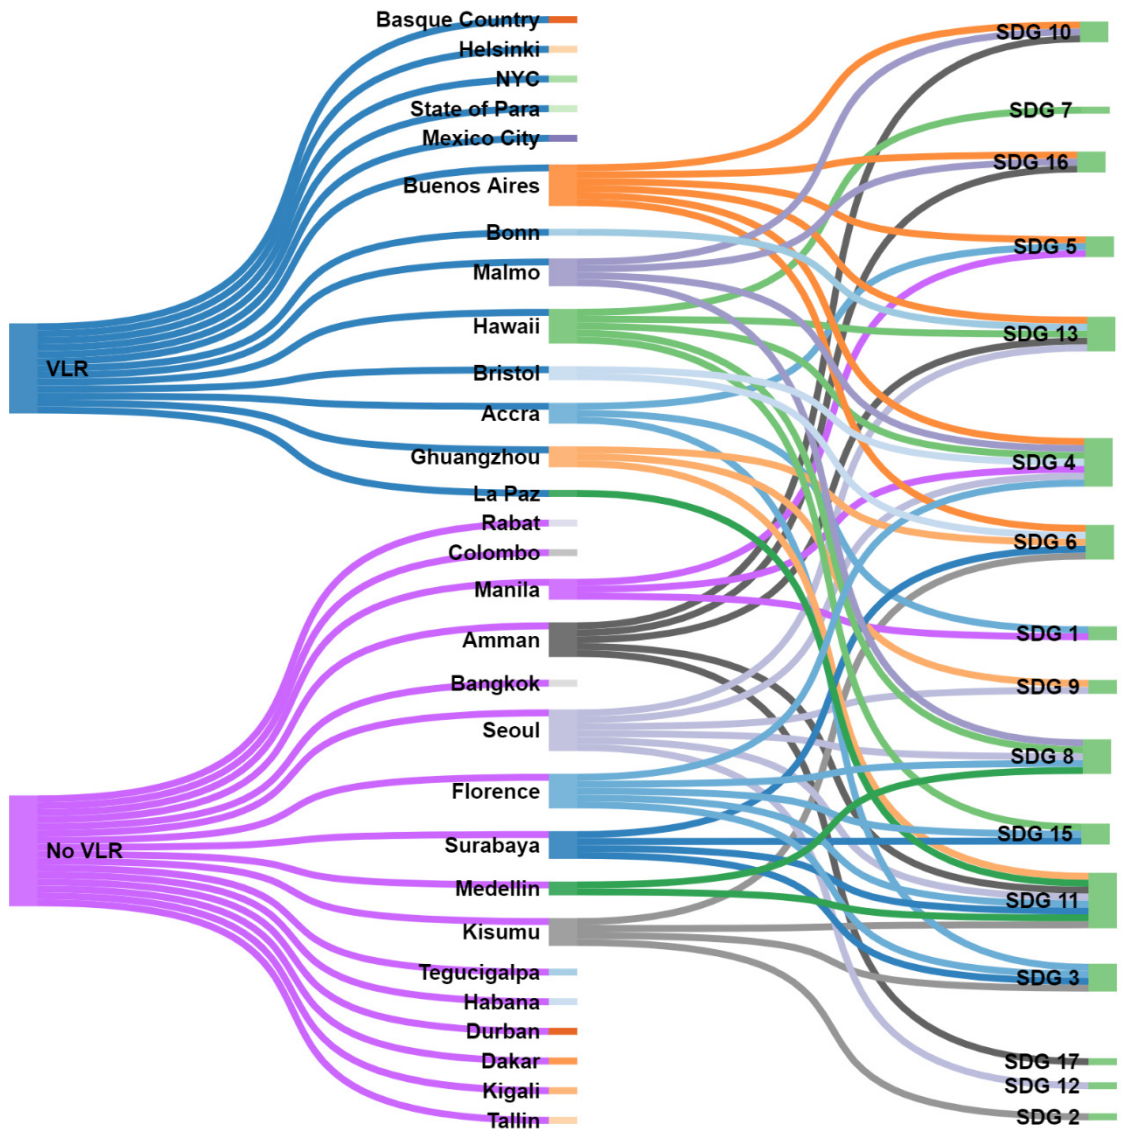 VLR
No VLR
Basque Country
Helsinki
NYC
State of Para
Mexico City
Buenos Aires
Bonn
Malmo
Hawaii
Bristol
Accra
Ghuangzhou
La Paz
Rabat
Colombo
Manila
Amman
Bangkok
Seoul
Florence
Surabaya
Medellin
Kisumu
Tegucigalpa
Habana
Durban
Dakar
Kigali
Tallin
SDG 10
SDG 7
SDG 16
SDG 5
SDG 13
SDG 4
SDG 6
SDG 1
SDG 9
SDG 8
SDG 15
SDG 11
SDG 3
SDG 17
SDG 12
SDG 2